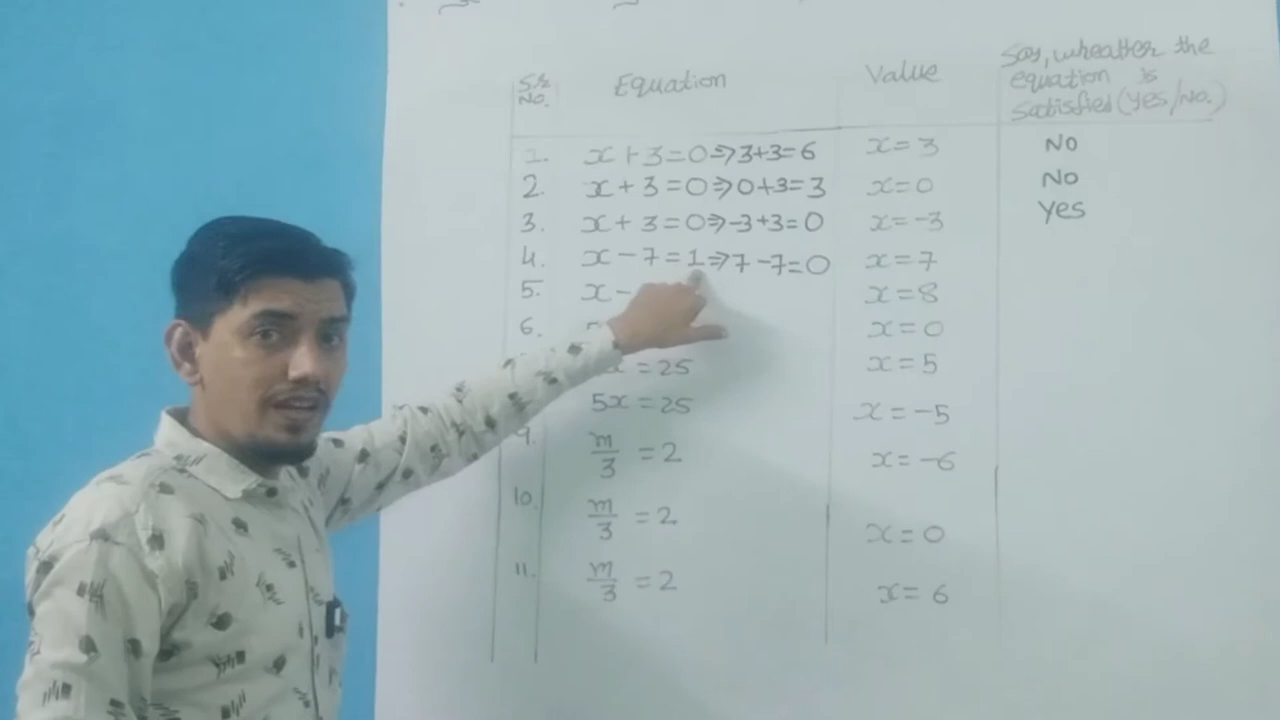 Sr. No. Equation Value Say, wheatter the equation is satisfied (Yes/No.)
1. x + 3 = 0 ⇒ 3+3=6 x = 3 No
2. x + 3 = 0 ⇒ 0+3=3 x = 0 No
3. x + 3 = 0 ⇒ -3+3=0 x = -3 Yes
4. x - 7 = 1 ⇒ 7-7=0 x = 7
5. x - x = 8
6. x = 0
x = 25 x = 5
5x = 25 x = -5
9. m/3 = 2 x = -6
10. m/3 = 2 x = 0
11. m/3 = 2 x = 6